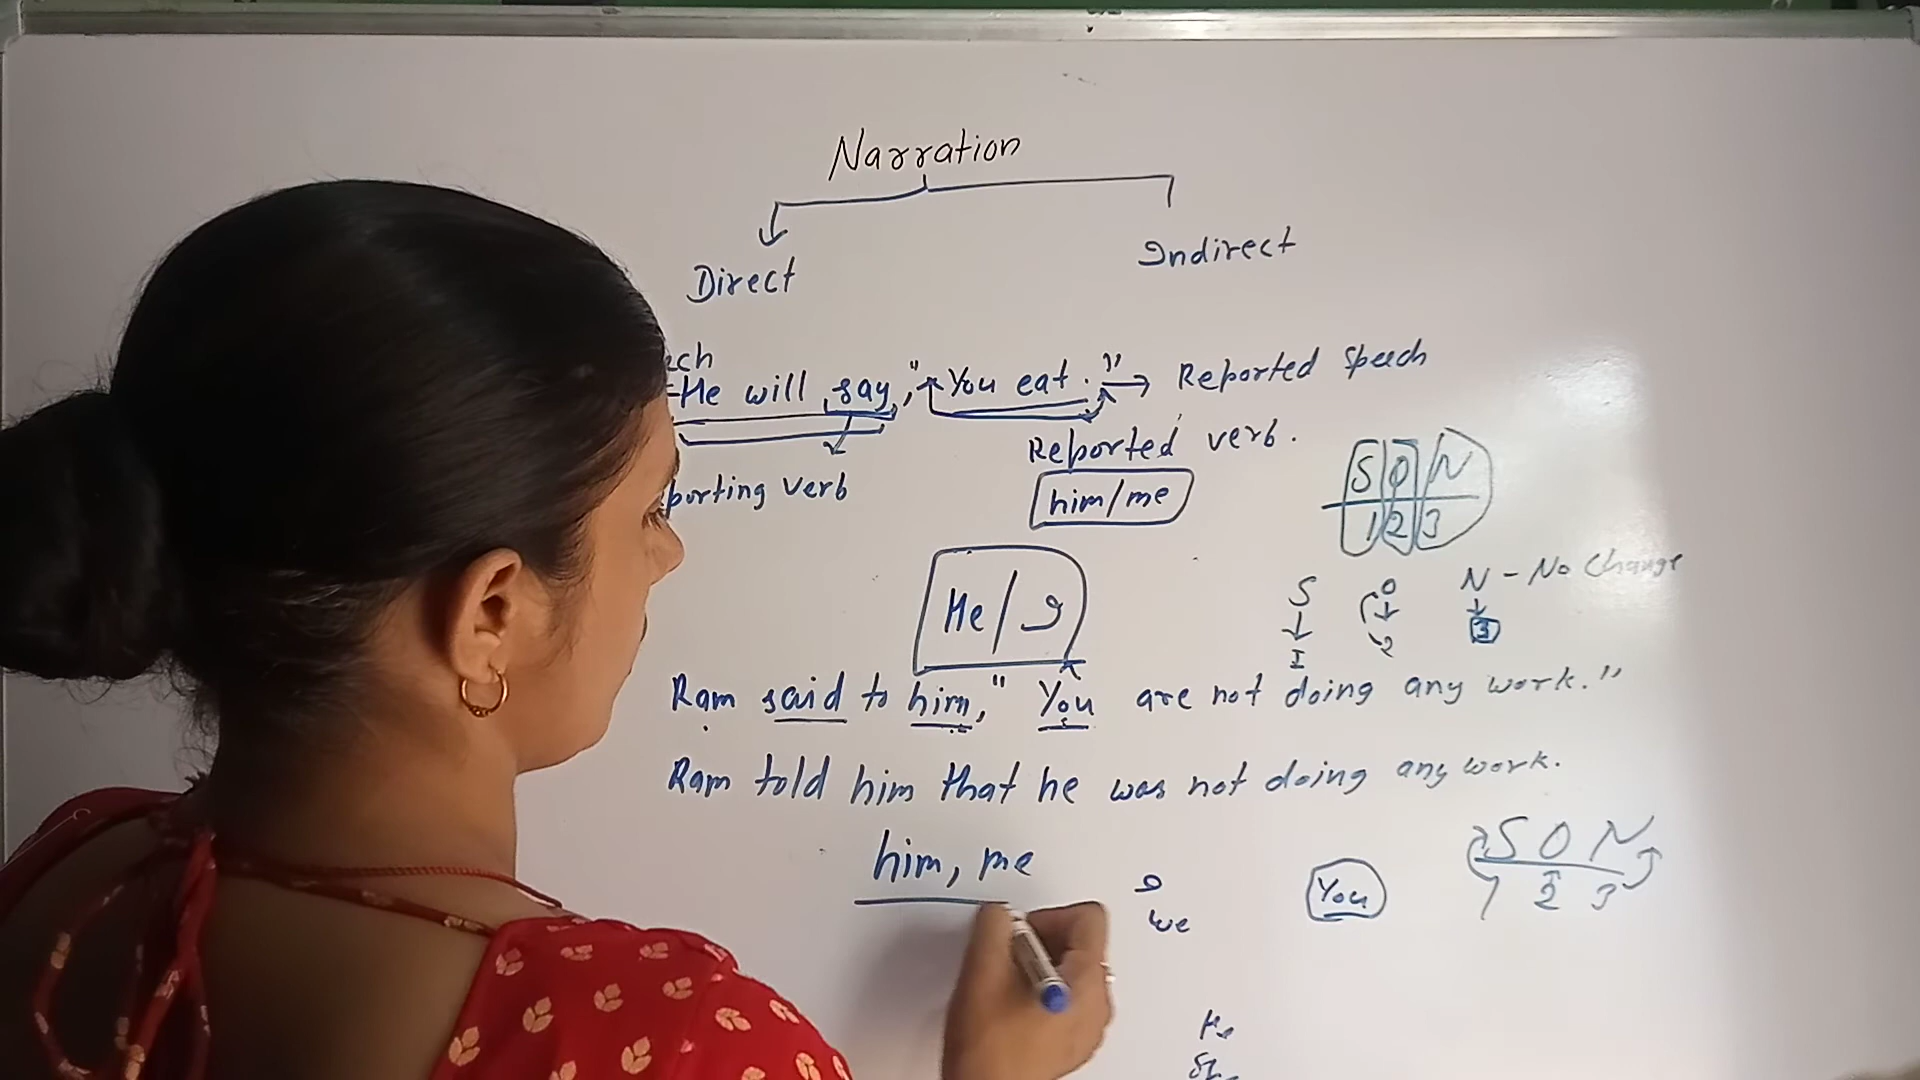 Narration
Direct
Indirect
ech
He will say, "You eat." → Reported Speech
Reported verb.
porting verb
him/me
S O N
1 2 3
He/I
S O N - No Change
I 2 3
Ram said to him, "You are not doing any work."
Ram told him that he was not doing any work.
him, me
I
we
You
S O N
1 2 3
He